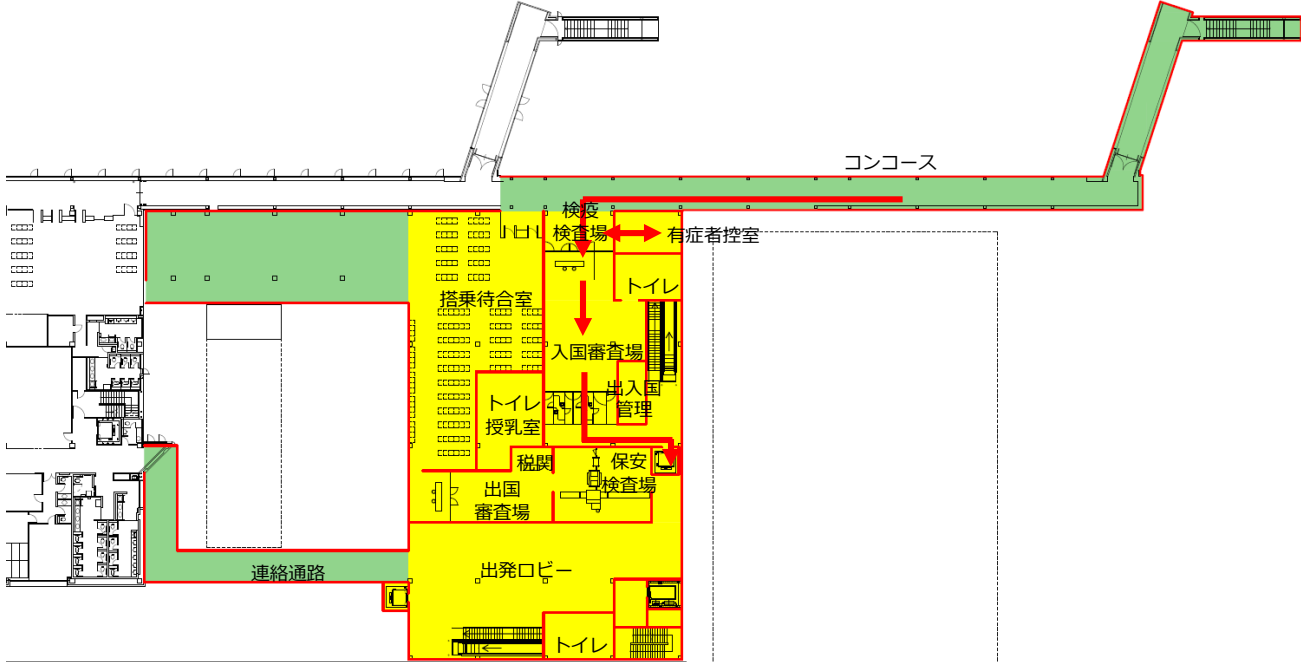 コンコース
検疫
検査場
有症者控室
トイレ
搭乗待合室
入国審査場
出入国
管理
トイレ
授乳室
税関
保安
検査場
出国
審査場
出発ロビー
連絡通路
トイレ